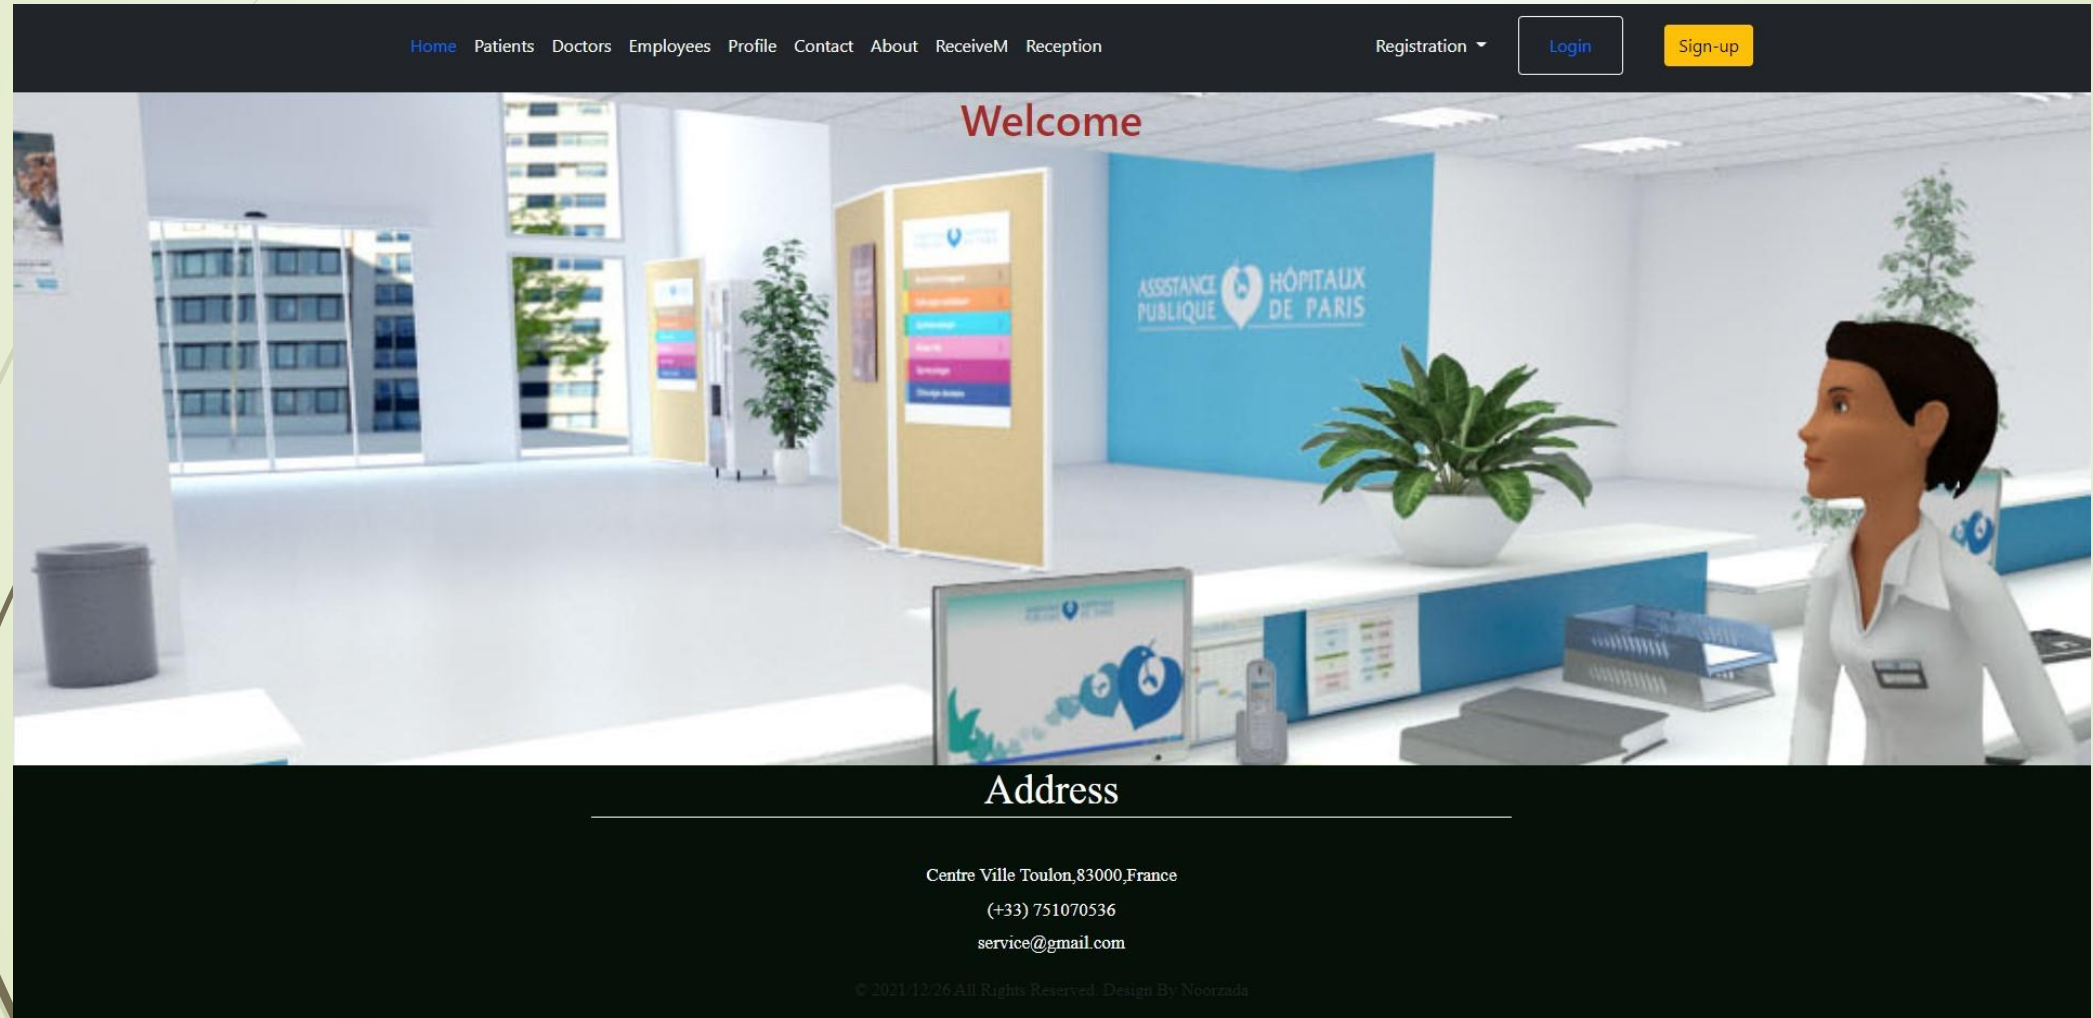 Home Patients Doctors Employees Profile Contact About ReceiveM Reception Registration Login Sign-up
Welcome
ASSISTANCE HÔPITAUX
PUBLIQUE DE PARIS
Address
Centre Ville Toulon,83000,France
(+33) 751070536
service@gmail.com
© 2021/12/26 All Rights Reserved. Design By Noorzada